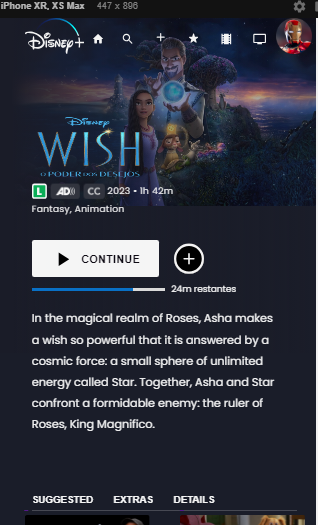 iPhone XR, XS Max 447 x 896
Disney+
Disney
WISH
O PODER DOS DESEJOS
L AD)) CC 2023 • 1h 42m
Fantasy, Animation
CONTINUE
24m restantes
In the magical realm of Roses, Asha makes
a wish so powerful that it is answered by a
cosmic force: a small sphere of unlimited
energy called Star. Together, Asha and Star
confront a formidable enemy: the ruler of
Roses, King Magnifico.
SUGGESTED EXTRAS DETAILS